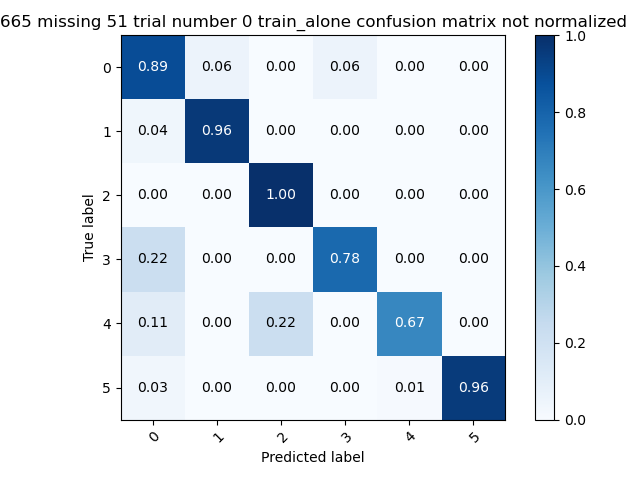 665 missing 51 trial number 0 train_alone confusion matrix not normalized
0 0.89 0.06 0.00 0.06 0.00 0.00
1 0.04 0.96 0.00 0.00 0.00 0.00
2 0.00 0.00 1.00 0.00 0.00 0.00
3 0.22 0.00 0.00 0.78 0.00 0.00
4 0.11 0.00 0.22 0.00 0.67 0.00
5 0.03 0.00 0.00 0.00 0.01 0.96
0 1 2 3 4 5
True label
Predicted label
1.0
0.8
0.6
0.4
0.2
0.0